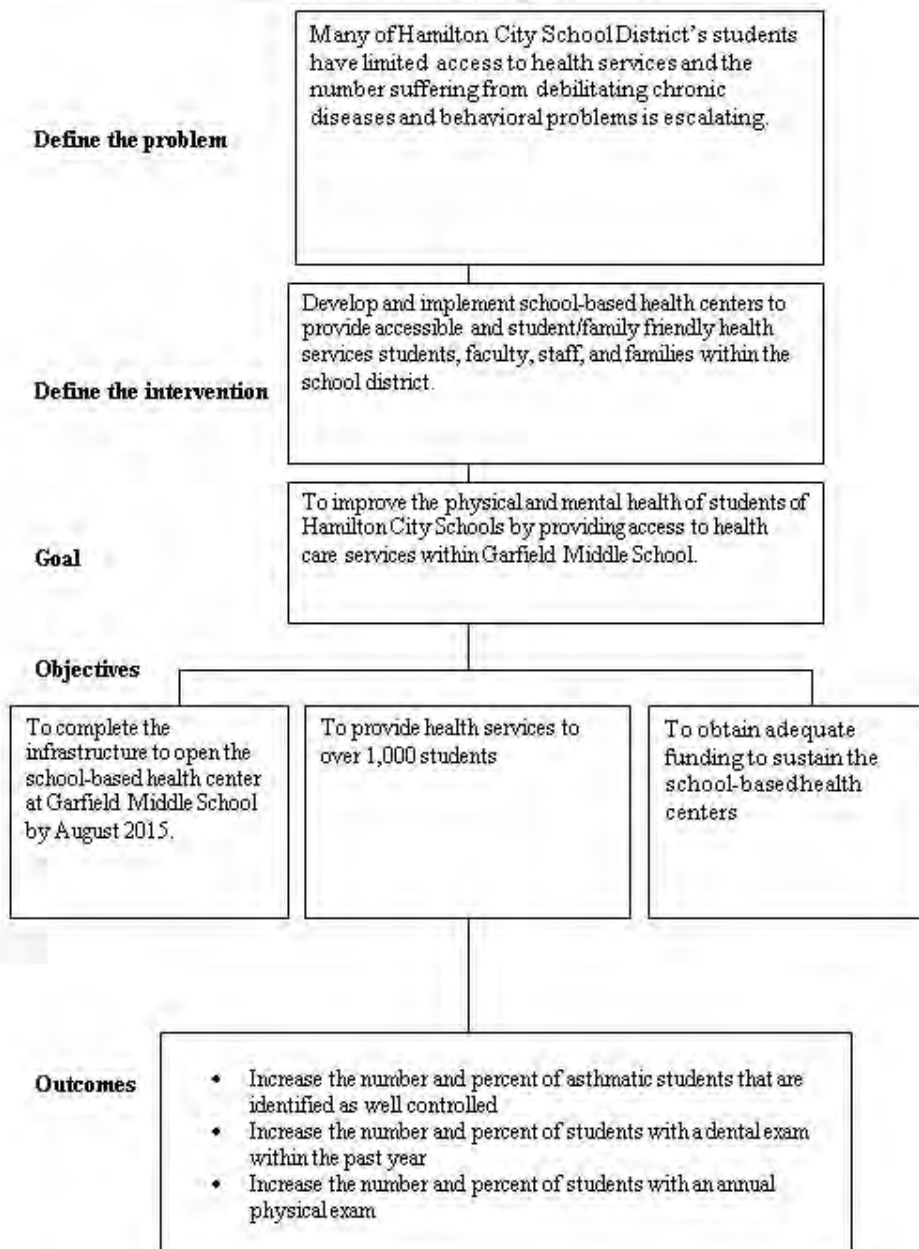 Define the problem
Many of Hamilton City School District's students
have limited access to health services and the
number suffering from debilitating chronic
diseases and behavioral problems is escalating.
Define the intervention
Develop and implement school-based health centers to
provide accessible and student/family friendly health
services students, faculty, staff, and families within the
school district.
Goal
To improve the physical and mental health of students of
Hamilton City Schools by providing access to health
care services within Garfield Middle School.
Objectives
To complete the
infrastructure to open the
school-based health center
at Garfield Middle School
by August 2015.
To provide health services to
over 1,000 students
To obtain adequate
funding to sustain the
school-based health
centers
Outcomes
• Increase the number and percent of asthmatic students that are
identified as well controlled
• Increase the number and percent of students with a dental exam
within the past year
• Increase the number and percent of students with an annual
physical exam